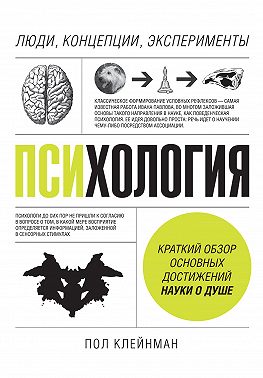 ЛЮДИ, КОНЦЕПЦИИ, ЭКСПЕРИМЕНТЫ
КЛАССИЧЕСКОЕ ФОРМИРОВАНИЕ УСЛОВНЫХ РЕФЛЕКСОВ — САМАЯ
ИЗВЕСТНАЯ РАБОТА ИВАНА ПАВЛОВА, ВО МНОГОМ ЗАЛОЖИВШАЯ
ОСНОВЫ ТАКОГО НАПРАВЛЕНИЯ В НАУКЕ, КАК ПОВЕДЕНЧЕСКАЯ
ПСИХОЛОГИЯ. ЕЕ ИДЕЯ ДОВОЛЬНО ПРОСТА. РЕЧЬ ИДЕТ О НАУЧЕНИИ
ЧЕМУ-ЛИБО ПОСРЕДСТВОМ АССОЦИАЦИИ.
ПСИХОЛОГИЯ
ПСИХОЛОГИ ДО СИХ ПОР НЕ ПРИШЛИ К СОГЛАСИЮ
В ВОПРОСЕ О ТОМ, В КАКОЙ МЕРЕ ВОСПРИЯТИЕ
ОПРЕДЕЛЯЕТСЯ ИНФОРМАЦИЕЙ, ЗАЛОЖЕННОЙ
В СЕНСОРНЫХ СТИМУЛАХ
КРАТКИЙ ОБЗОР
ОСНОВНЫХ
ДОСТИЖЕНИЙ
НАУКИ О ДУШЕ
ПОЛ КЛЕЙНМАН